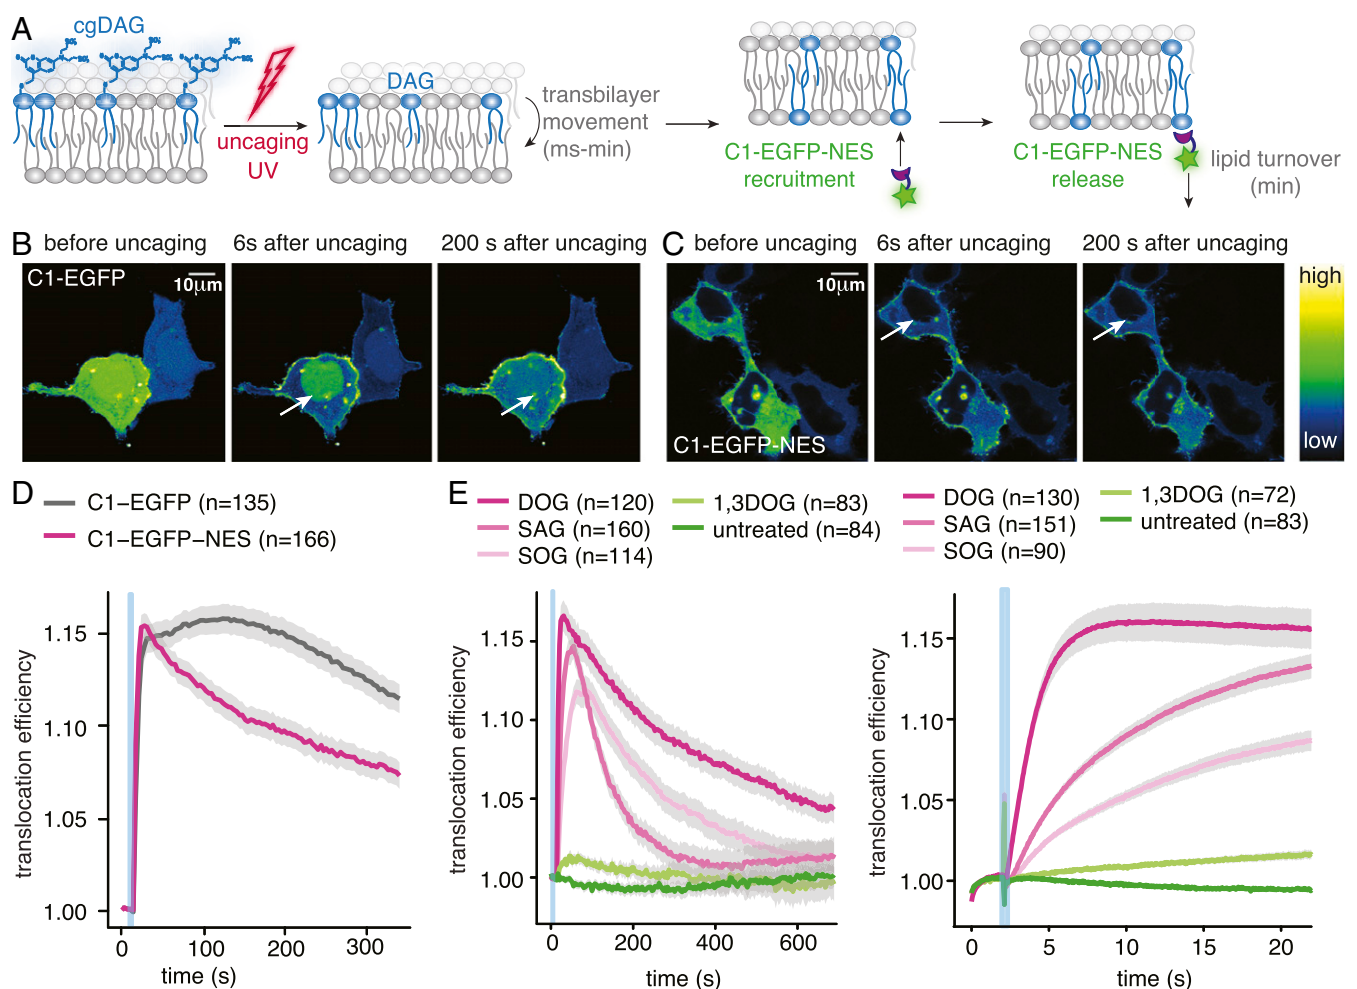 A
cgDAG
uncaging
UV
DAG
transbilayer
movement
(ms-min)
C1-EGFP-NES
recruitment
C1-EGFP-NES
release
lipid turnover
(min)
B before uncaging 6s after uncaging 200 s after uncaging
C1-EGFP
10μm
C before uncaging 6s after uncaging 200 s after uncaging
10μm
C1-EGFP-NES
high
low
D
C1–EGFP (n=135)
C1–EGFP–NES (n=166)
translocation efficiency
1.15
1.10
1.05
1.00
0 100 200 300
time (s)
E
DOG (n=120)
SAG (n=160)
SOG (n=114)
1,3DOG (n=83)
untreated (n=84)
translocation efficiency
1.15
1.10
1.05
1.00
0 200 400 600
time (s)
DOG (n=130)
SAG (n=151)
SOG (n=90)
1,3DOG (n=72)
untreated (n=83)
translocation efficiency
1.15
1.10
1.05
1.00
0 5 10 15 20
time (s)